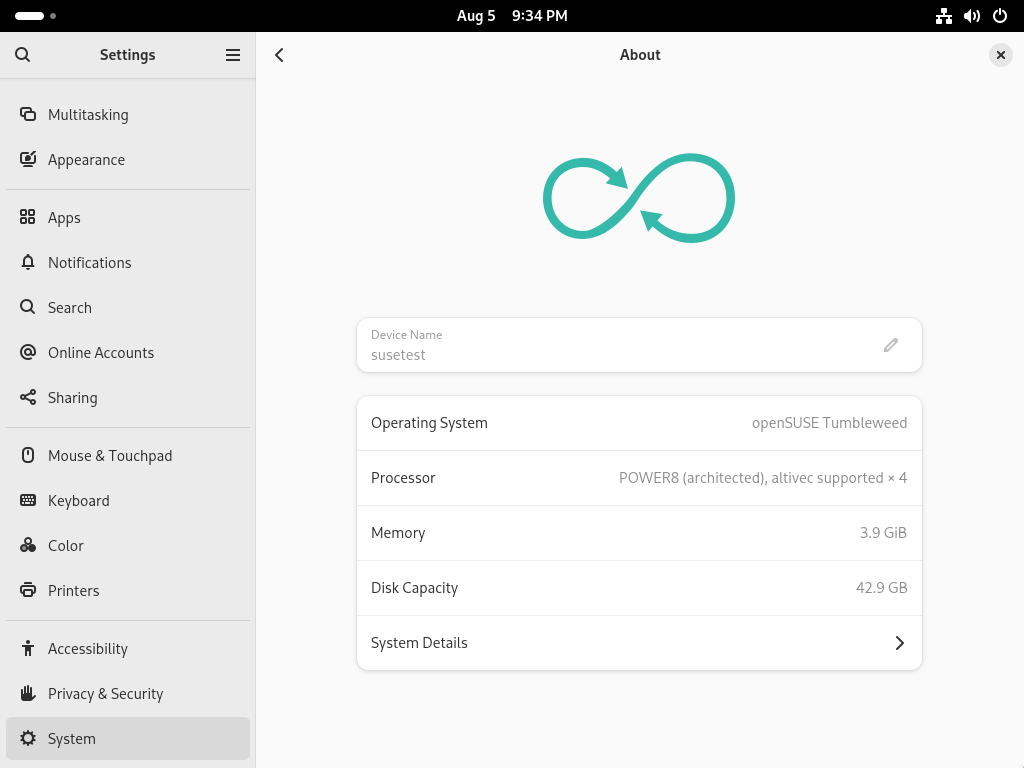 Aug 5 9:34 PM
Settings
About
Multitasking
Appearance
Apps
Notifications
Search
Online Accounts
Sharing
Mouse & Touchpad
Keyboard
Color
Printers
Accessibility
Privacy & Security
System
Device Name
susetest
Operating System openSUSE Tumbleweed
Processor POWER8 (architected), altivec supported × 4
Memory 3.9 GiB
Disk Capacity 42.9 GB
System Details